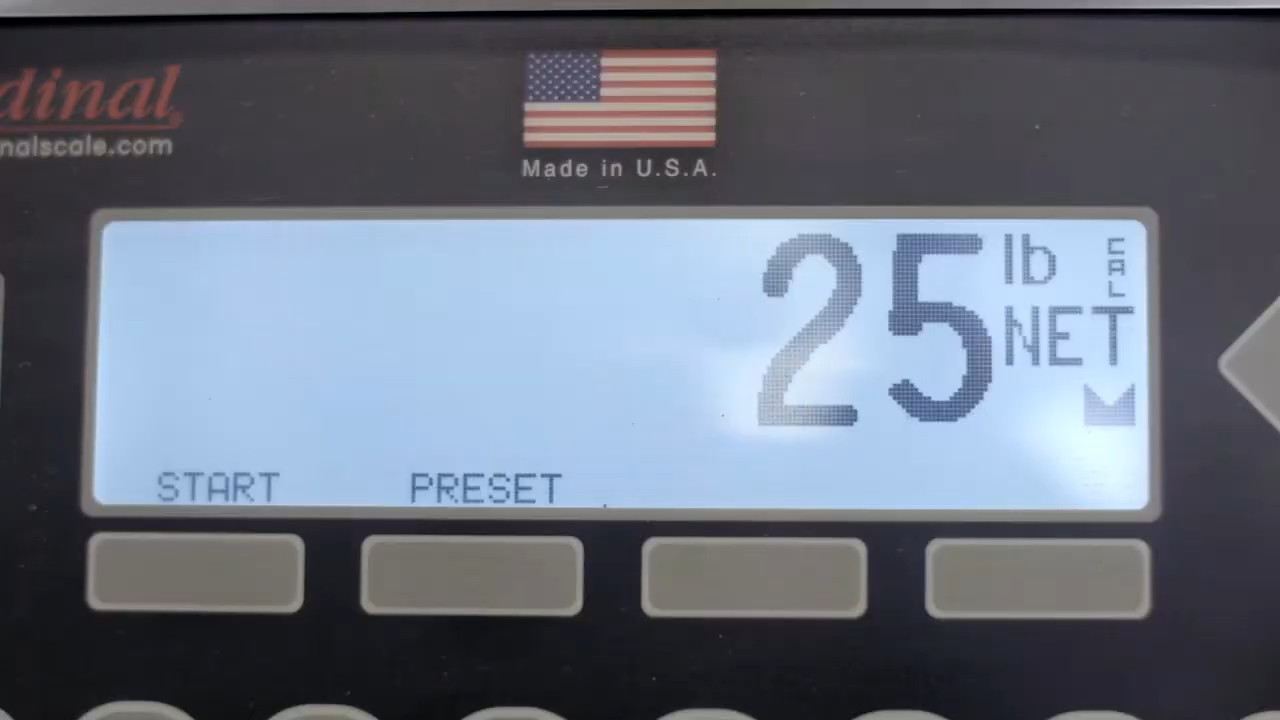 dinal
nalscale.com
Made in U.S.A.
25 lb
CAL
NET
START PRESET